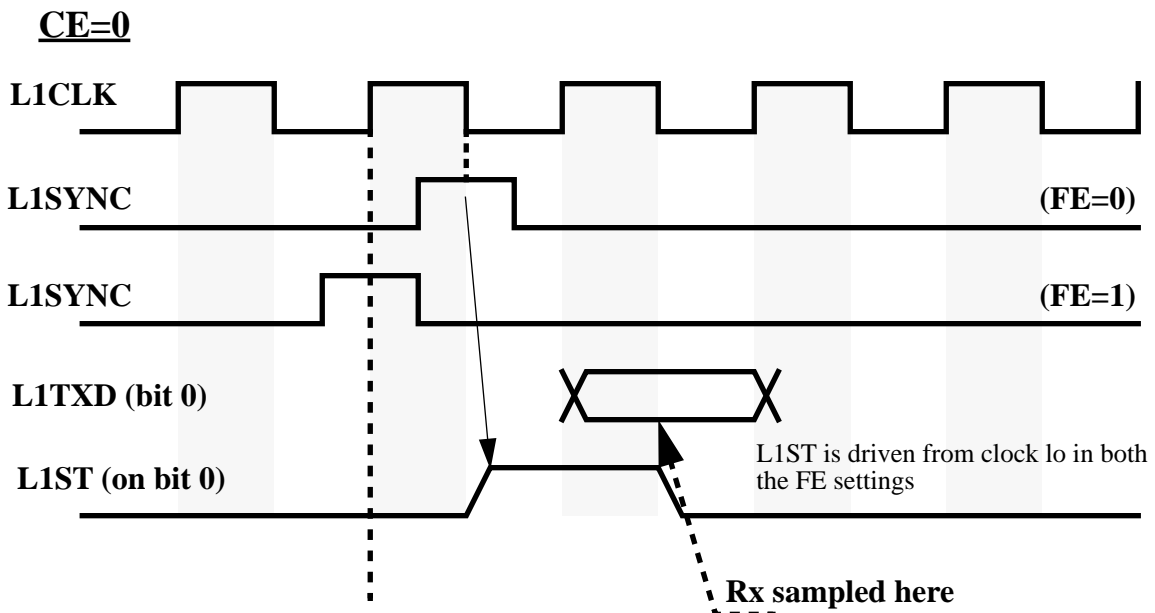 CE=0
L1CLK
L1SYNC
(FE=0)
L1SYNC
(FE=1)
L1TXD (bit 0)
L1ST is driven from clock lo in both
the FE settings
L1ST (on bit 0)
Rx sampled here